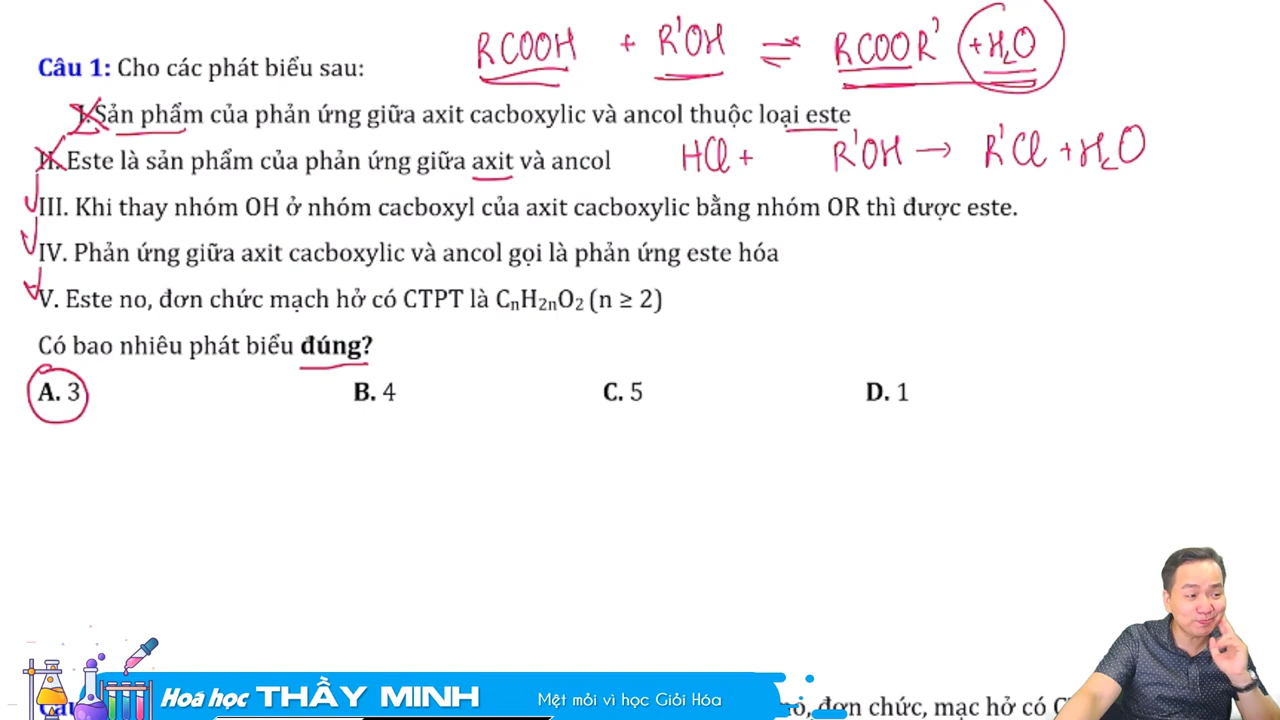 RCOOH + R'OH ⇌ RCOOR' + H₂O
Câu 1: Cho các phát biểu sau:
I. Sản phẩm của phản ứng giữa axit cacboxylic và ancol thuộc loại este
II. Este là sản phẩm của phản ứng giữa axit và ancol
HCl + R'OH → R'Cl + H₂O
III. Khi thay nhóm OH ở nhóm cacboxyl của axit cacboxylic bằng nhóm OR thì được este.
IV. Phản ứng giữa axit cacboxylic và ancol gọi là phản ứng este hóa
V. Este no, đơn chức mạch hở có CTPT là CₙH₂ₙO₂ (n ≥ 2)
Có bao nhiêu phát biểu đúng?
A. 3 B. 4 C. 5 D. 1
Hoá học THẦY MINH Mệt mỏi vì học Giỏi Hóa
đơn chức, mạc hở có